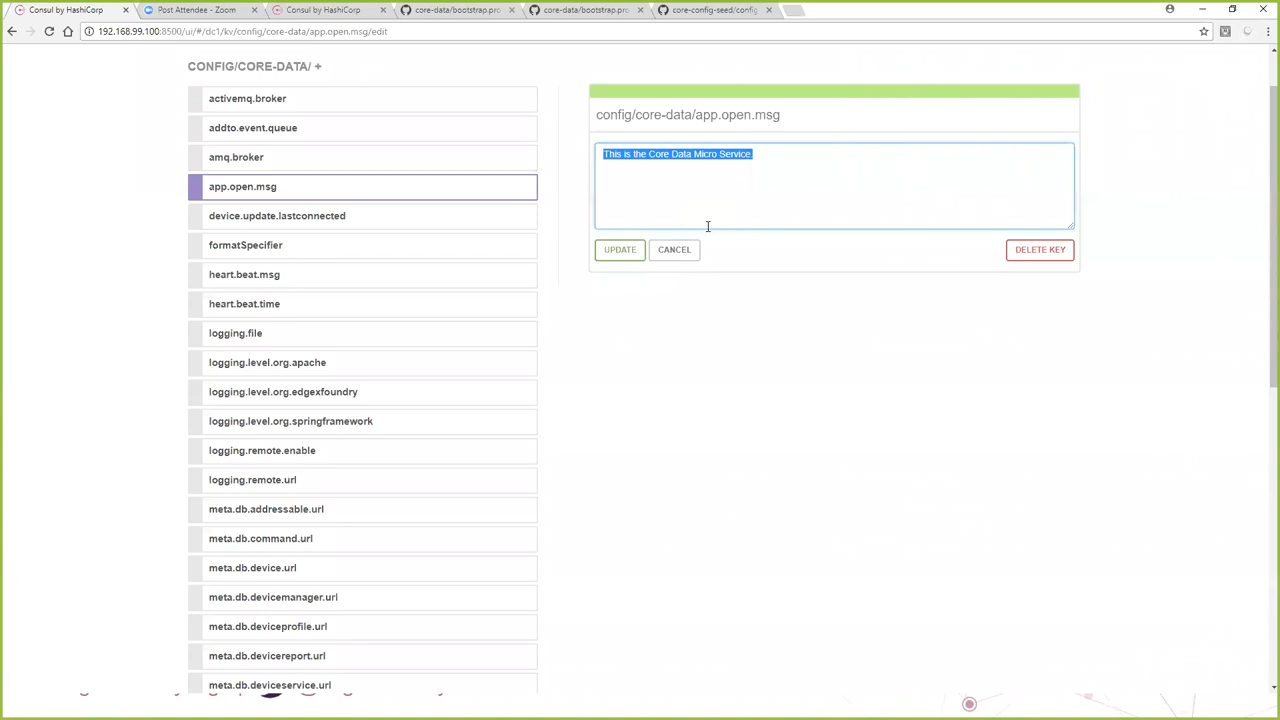 Consul by HashiCorp
Post Attendee - Zoom
Consul by HashiCorp
core-data/bootstrap.pro
core-data/bootstrap.pro
core-config-seed/config
192.168.99.100:8500/ui/#/dc1/kv/config/core-data/app.open.msg/edit
CONFIG/CORE-DATA/ +
activemq.broker
addto.event.queue
amq.broker
app.open.msg
device.update.lastconnected
formatSpecifier
heart.beat.msg
heart.beat.time
logging.file
logging.level.org.apache
logging.level.org.edgexfoundry
logging.level.org.springframework
logging.remote.enable
logging.remote.url
meta.db.addressable.url
meta.db.command.url
meta.db.device.url
meta.db.devicemanager.url
meta.db.deviceprofile.url
meta.db.devicereport.url
meta.db.deviceservice.url
config/core-data/app.open.msg
This is the Core Data Micro Service.
UPDATE CANCEL DELETE KEY